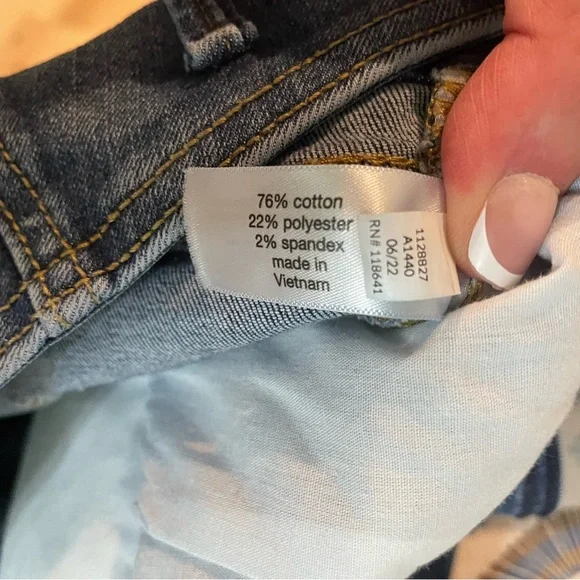 76% cotton
22% polyester
2% spandex
made in
Vietnam
1128827
A1440
06/22
RN# 118641